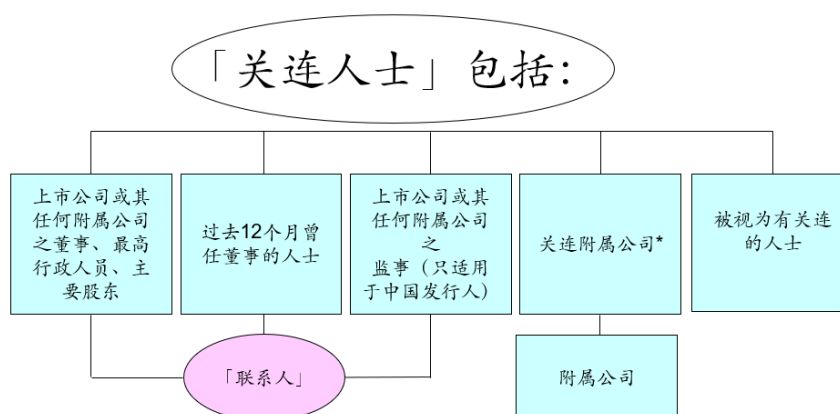 「关连人士」包括：
上市公司或其
任何附属公司
之董事、最高
行政人员、主
要股东
过去12个月曾
任董事的人士
上市公司或其
任何附属公司
之
监事（只适用
于中国发行人）
关连附属公司*
被视为有关连
的人士
「联系人」
附属公司